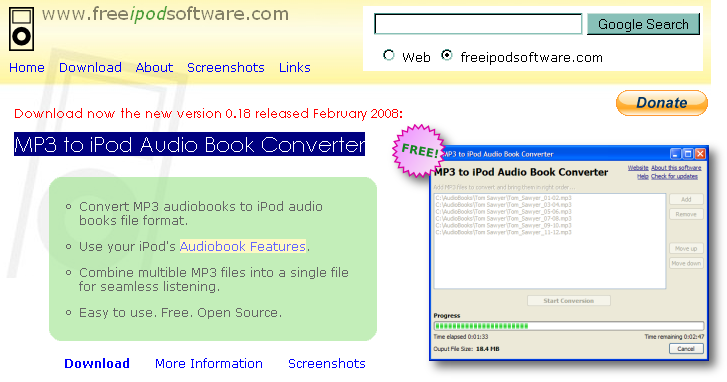 www.freeipodsoftware.com
Google Search
Web freeipodsoftware.com
Home Download About Screenshots Links
Donate
Download now the new version 0.18 released February 2008:
MP3 to iPod Audio Book Converter
Convert MP3 audiobooks to iPod audio
books file format.
Use your iPod's Audiobook Features.
Combine multible MP3 files into a single file
for seamless listening.
Easy to use. Free. Open Source.
Download More Information Screenshots
FREE!
MP3 to iPod Audio Book Converter
MP3 to iPod Audio Book Converter
Website About this software
Help Check for updates
Add MP3 files to convert and bring them in right order ...
C:\AudioBooks\Tom Sawyer\Tom_Sawyer_01-02.mp3
C:\AudioBooks\Tom Sawyer\Tom_Sawyer_03-04.mp3
C:\AudioBooks\Tom Sawyer\Tom_Sawyer_05-06.mp3
C:\AudioBooks\Tom Sawyer\Tom_Sawyer_07-08.mp3
C:\AudioBooks\Tom Sawyer\Tom_Sawyer_09-10.mp3
C:\AudioBooks\Tom Sawyer\Tom_Sawyer_11-12.mp3
Add
Remove
Move up
Move down
Start Conversion
Progress
Time elapsed 0:01:33 Time remaining 0:02:47
Ouput File Size: 18.4 MB Cancel